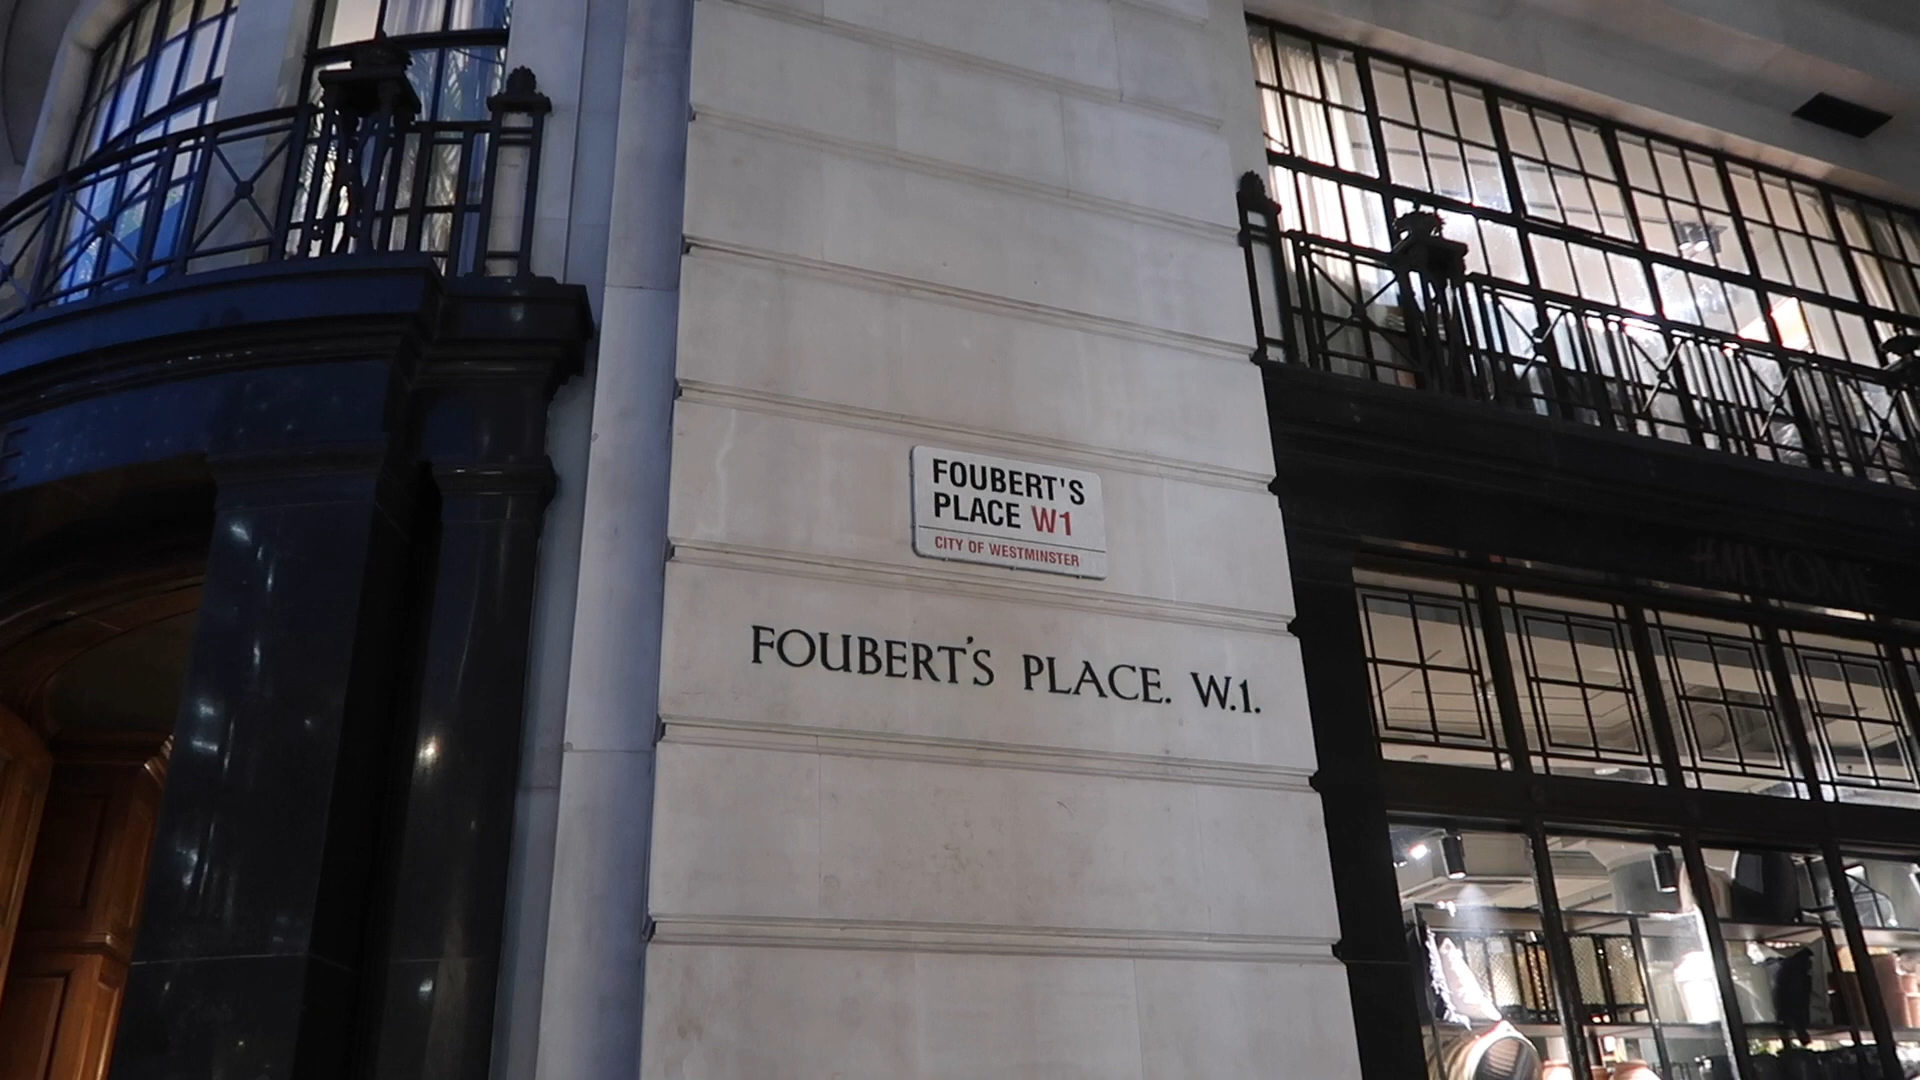 FOUBERT'S
PLACE W1
CITY OF WESTMINSTER
FOUBERT'S PLACE. W.1.